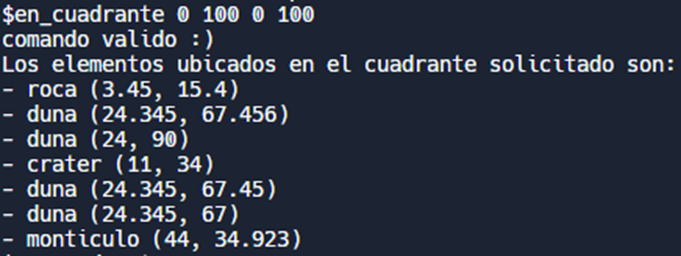 $en_cuadrante 0 100 0 100
comando valido :)
Los elementos ubicados en el cuadrante solicitado son:
- roca (3.45, 15.4)
- duna (24.345, 67.456)
- duna (24, 90)
- crater (11, 34)
- duna (24.345, 67.45)
- duna (24.345, 67)
- monticulo (44, 34.923)